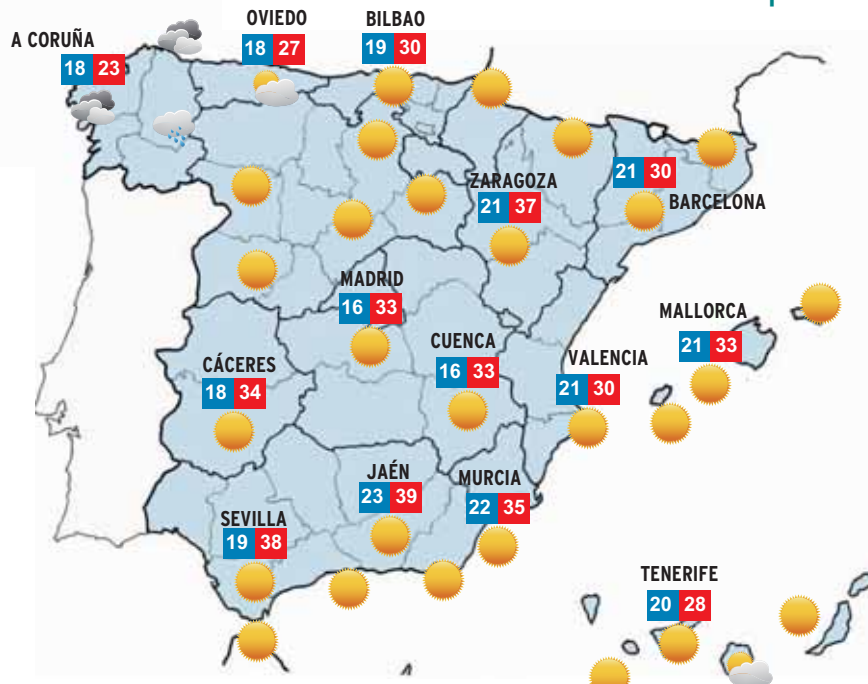 OVIEDO
18 27
BILBAO
19 30
A CORUÑA
18 23
ZARAGOZA
21 37
21 30
BARCELONA
MADRID
16 33
MALLORCA
21 33
CUENCA
16 33
VALENCIA
21 30
CÁCERES
18 34
JAÉN
23 39
MURCIA
22 35
SEVILLA
19 38
TENERIFE
20 28